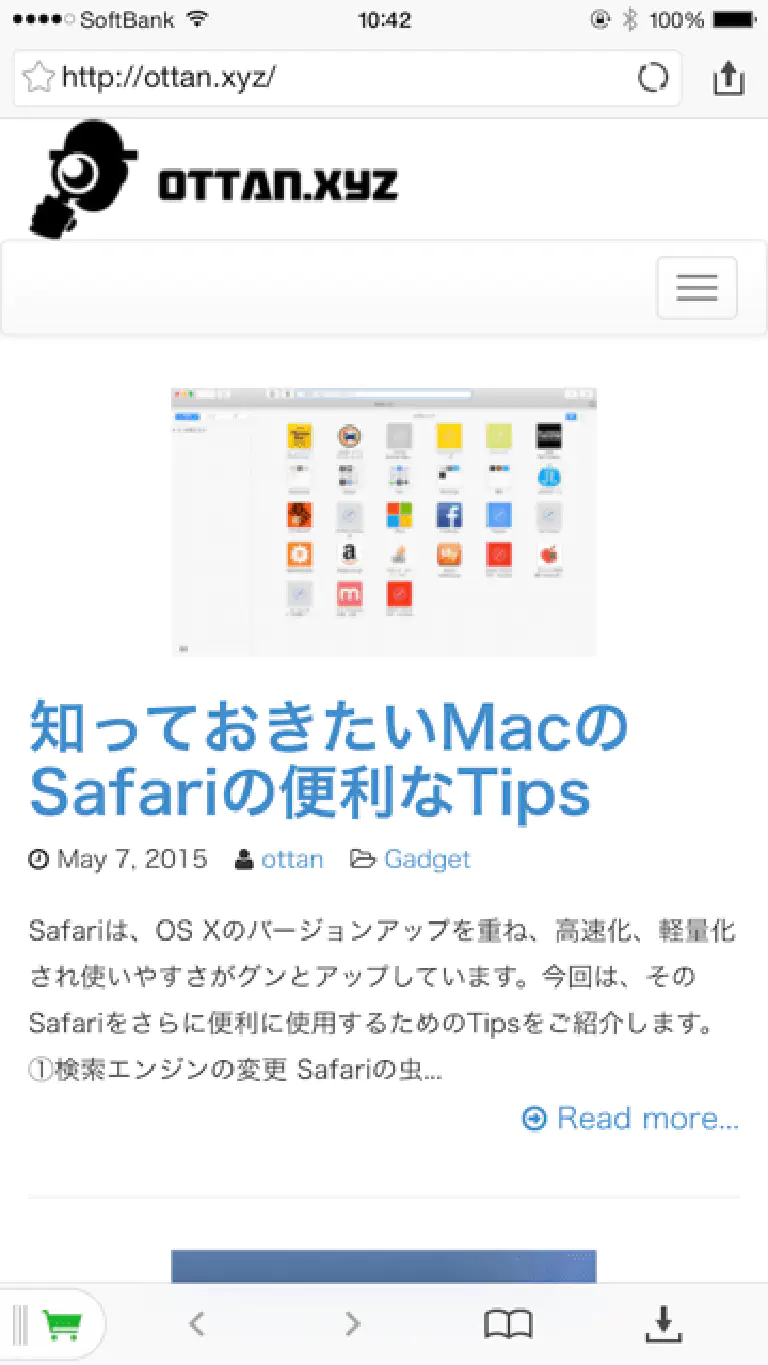 SoftBank 10:42 100%
http://ottan.xyz/
OTTAN.XYZ
知っておきたいMacの
Safariの便利なTips
May 7, 2015 ottan Gadget
Safariは、OS Xのバージョンアップを重ね、高速化、軽量化
され使いやすさがグンとアップしています。今回は、その
Safariをさらに便利に使用するためのTipsをご紹介します。
①検索エンジンの変更 Safariの虫...
Read more...